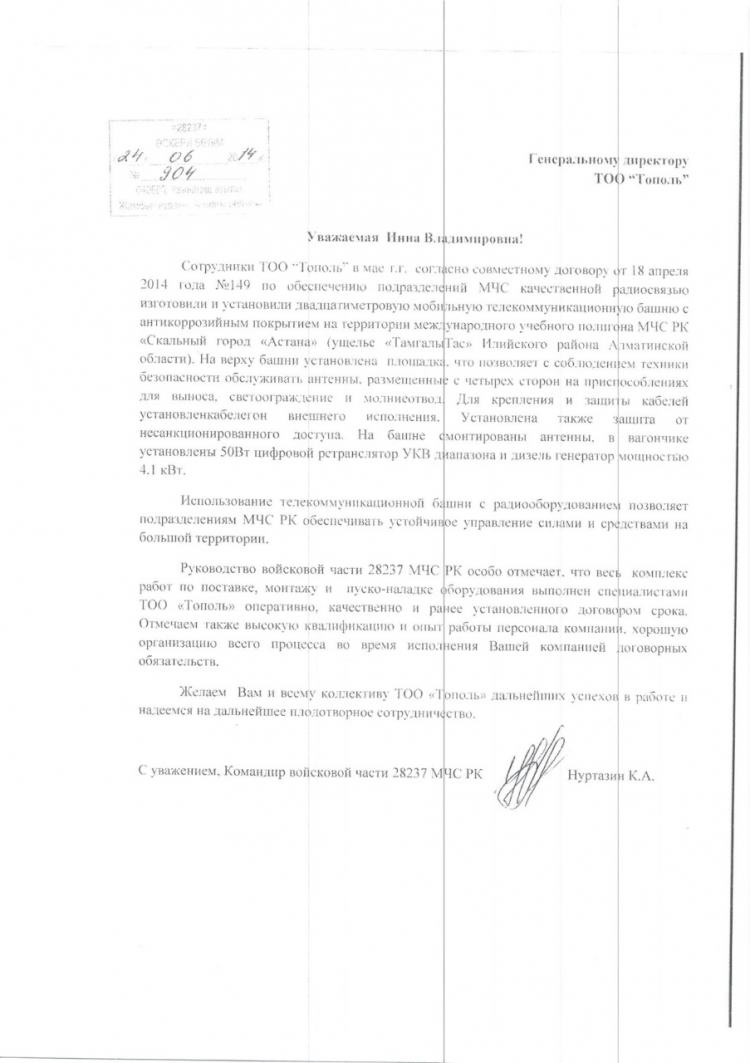 «28237»
ӘСКЕРИ БӨЛІМ
24 06 2014
№ 904
Генеральному директору
ТОО “Тополь”
Уважаемая Инна Владимировна!
Сотрудники ТОО “Тополь” в мае г.г. согласно совместному договору от 18 апреля
2014 года №149 по обеспечению подразделений МЧС качественной радиосвязью
изготовили и установили двадцатиметровую мобильную телекоммуникационную башню с
антикоррозийным покрытием на территории международного учебного полигона МЧС РК
«Скальный город «Астана» (ущелье «ТамгалыТас» Илийского района Алматинской
области). На верху башни установлена площадка, что позволяет с соблюдением техники
безопасности обслуживать антенны, размещенные с четырех сторон на приспособлениях
для выноса, светоограждение и молниеотвод. Для крепления и защиты кабелей
установленкабелегон внешнего исполнения. Установлена также защита от
несанкционированного доступа. На башне смонтированы антенны, в вагончике
установлены 50Вт цифровой ретранслятор УКВ диапазона и дизель генератор мощностью
4.1 кВт.
Использование телекоммуникационной башни с радиооборудованием позволяет
подразделениям МЧС РК обеспечивать устойчивое управление силами и средствами на
большой территории.
Руководство войсковой части 28237 МЧС РК особо отмечает, что весь комплекс
работ по поставке, монтажу и пуско-наладке оборудования выполнен специалистами
ТОО «Тополь» оперативно, качественно и ранее установленного договором срока.
Отмечаем также высокую квалификацию и опыт работы персонала компании, хорошую
организацию всего процесса во время исполнения Вашей компанией договорных
обязательств.
Желаем Вам и всему коллективу ТОО «Тополь» дальнейших успехов в работе и
надеемся на дальнейшее плодотворное сотрудничество.
С уважением, Командир войсковой части 28237 МЧС РК Нуртазин К.А.